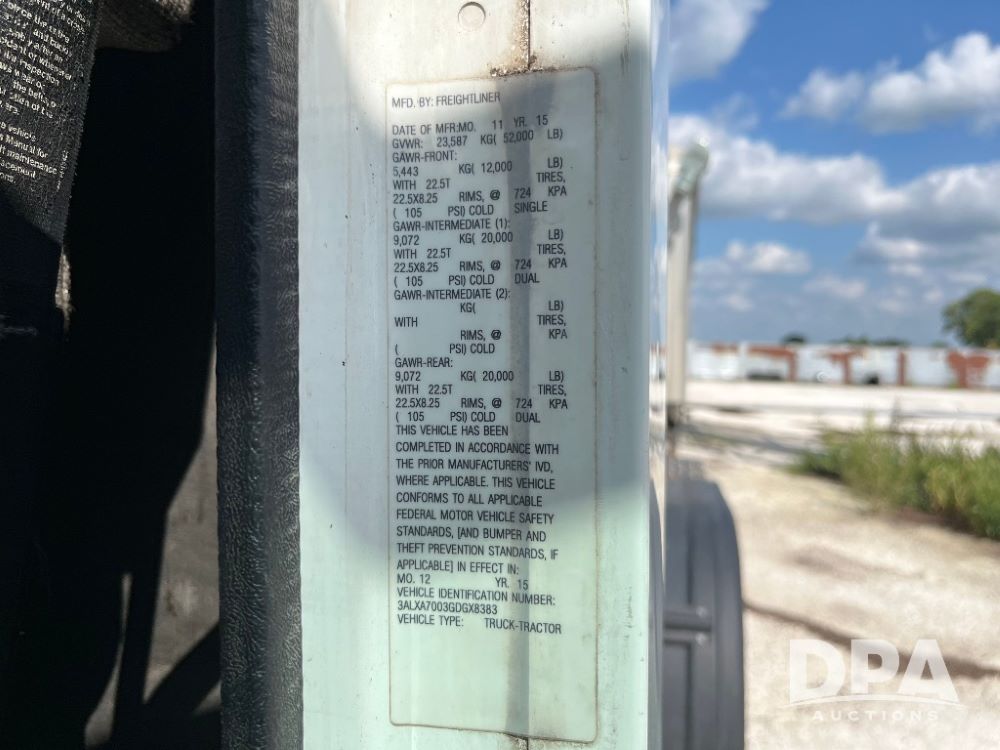 MFD. BY: FREIGHTLINER
DATE OF MFR:MO. 11 YR. 15
GVWR: 23,587 KG( 52,000 LB)
GAWR-FRONT:
5,443 KG( 12,000 LB)
WITH 22.5T TIRES,
22.5X8.25 RIMS, @ 724 KPA
( 105 PSI) COLD SINGLE
GAWR-INTERMEDIATE (1):
9,072 KG( 20,000 LB)
WITH 22.5T TIRES,
22.5X8.25 RIMS, @ 724 KPA
( 105 PSI) COLD DUAL
GAWR-INTERMEDIATE (2):
KG( LB)
WITH TIRES,
RIMS, @ KPA
( PSI) COLD
GAWR-REAR:
9,072 KG( 20,000 LB)
WITH 22.5T TIRES,
22.5X8.25 RIMS, @ 724 KPA
( 105 PSI) COLD DUAL
THIS VEHICLE HAS BEEN
COMPLETED IN ACCORDANCE WITH
THE PRIOR MANUFACTURERS' IVD,
WHERE APPLICABLE. THIS VEHICLE
CONFORMS TO ALL APPLICABLE
FEDERAL MOTOR VEHICLE SAFETY
STANDARDS, [AND BUMPER AND
THEFT PREVENTION STANDARDS, IF
APPLICABLE] IN EFFECT IN:
MO. 12 YR. 15
VEHICLE IDENTIFICATION NUMBER:
3ALXA7003GDGX8383
VEHICLE TYPE: TRUCK-TRACTOR
DPA
AUCTIONS